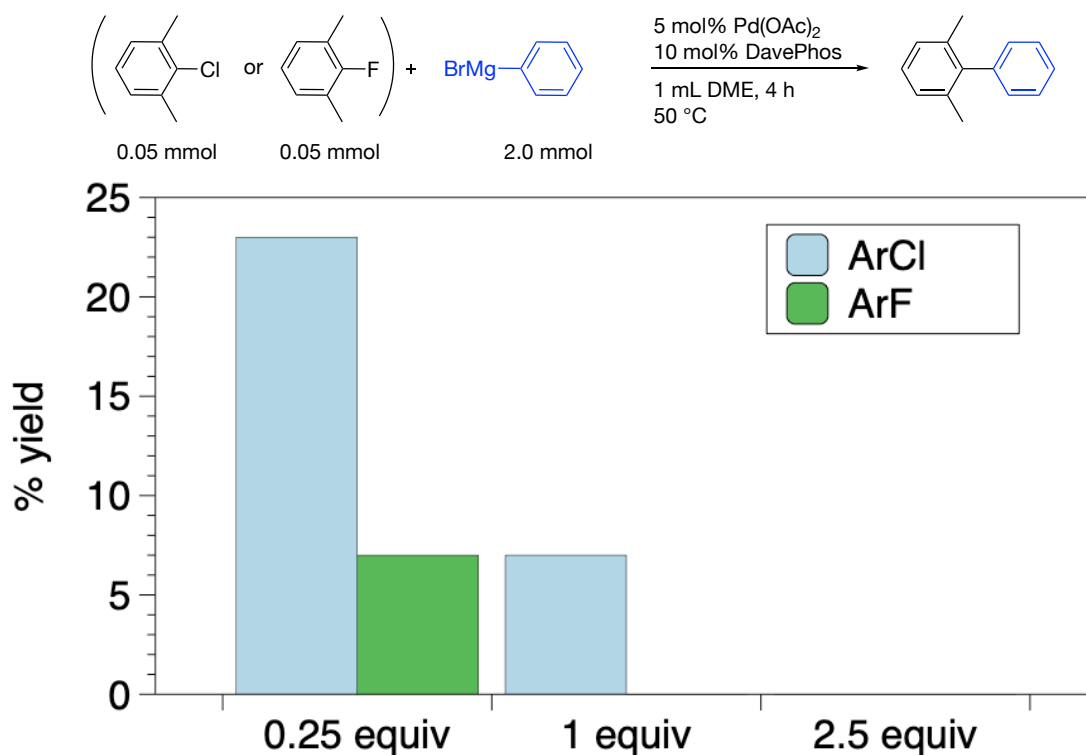 5 mol% Pd(OAc)2
10 mol% DavePhos
Cl or F + BrMg
1 mL DME, 4 h
50 °C
0.05 mmol 0.05 mmol 2.0 mmol
25
20
15
10
5
0
% yield
ArCl
ArF
0.25 equiv 1 equiv 2.5 equiv